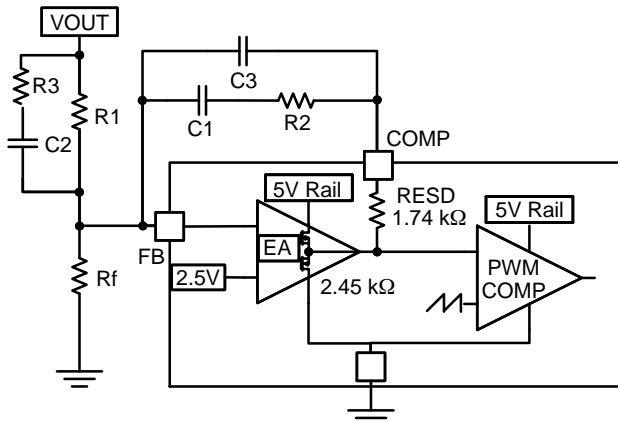 VOUT
R3
R1
C2
C3
C1
R2
COMP
5V Rail
RESD
1.74 kΩ
5V Rail
FB
EA
2.5V
2.45 kΩ
PWM
COMP
Rf